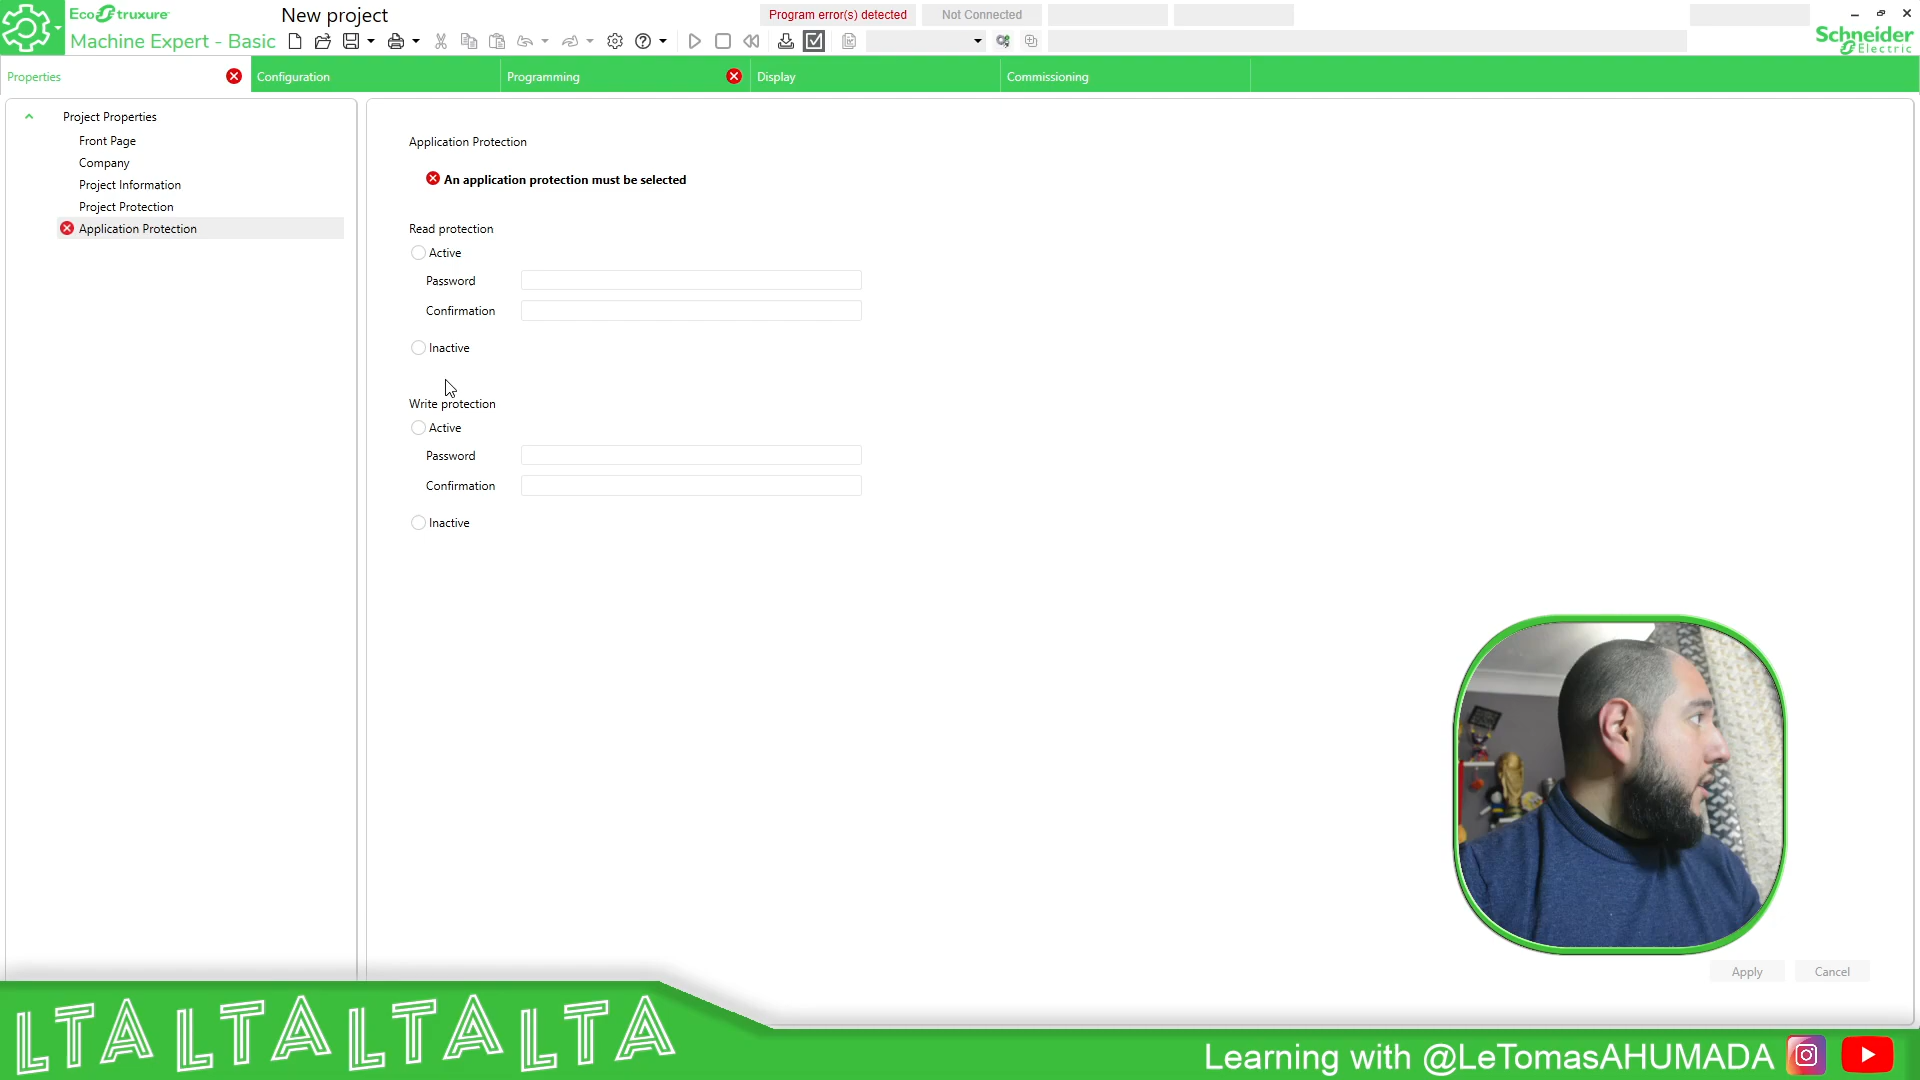 EcoStruxure
Machine Expert - Basic
New project
Program error(s) detected
Not Connected
Schneider
Electric
Properties
Configuration
Programming
Display
Commissioning
Project Properties
Front Page
Company
Project Information
Project Protection
Application Protection
Application Protection
An application protection must be selected
Read protection
Active
Password
Confirmation
Inactive
Write protection
Active
Password
Confirmation
Inactive
Apply
Cancel
LTA LTA LTA LTA
Learning with @LeTomasAHUMADA